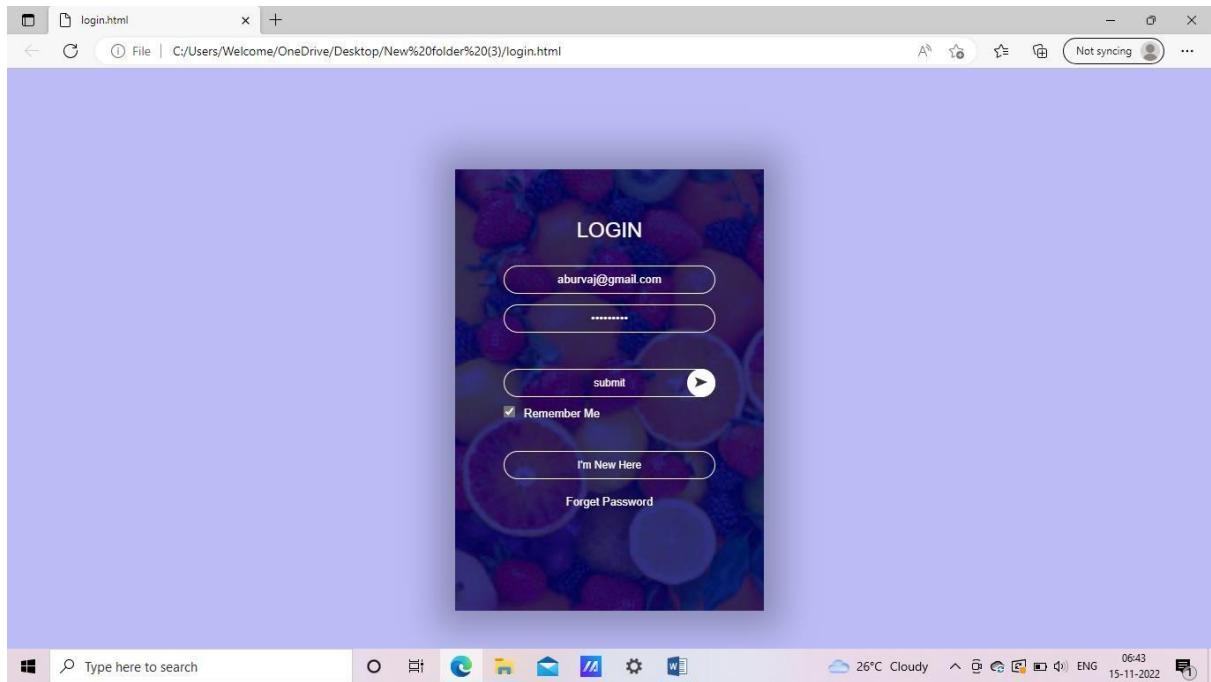 login.html
File | C:/Users/Welcome/OneDrive/Desktop/New%20folder%20(3)/login.html
Not syncing
LOGIN
aburvaj@gmail.com
submit
Remember Me
I'm New Here
Forget Password
Type here to search
26°C Cloudy
ENG
06:43
15-11-2022